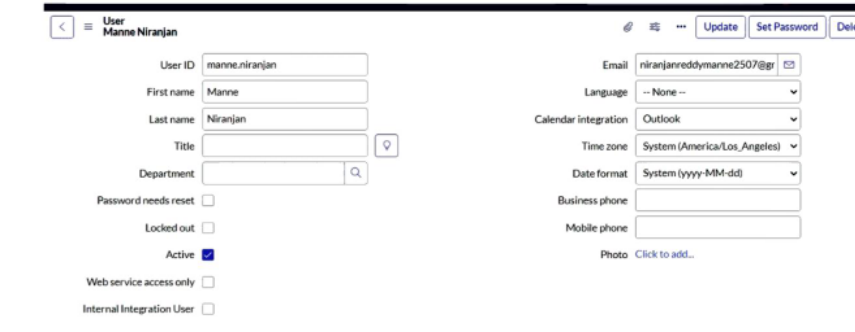 User
Manne Niranjan
Update
Set Password
User ID manne.niranjan
First name Manne
Last name Niranjan
Title
Department
Password needs reset
Locked out
Active
Web service access only
Internal Integration User
Email niranjanreddymanne2507@gr
Language -- None --
Calendar integration Outlook
Time zone System (America/Los_Angeles)
Date format System (yyyy-MM-dd)
Business phone
Mobile phone
Photo Click to add...